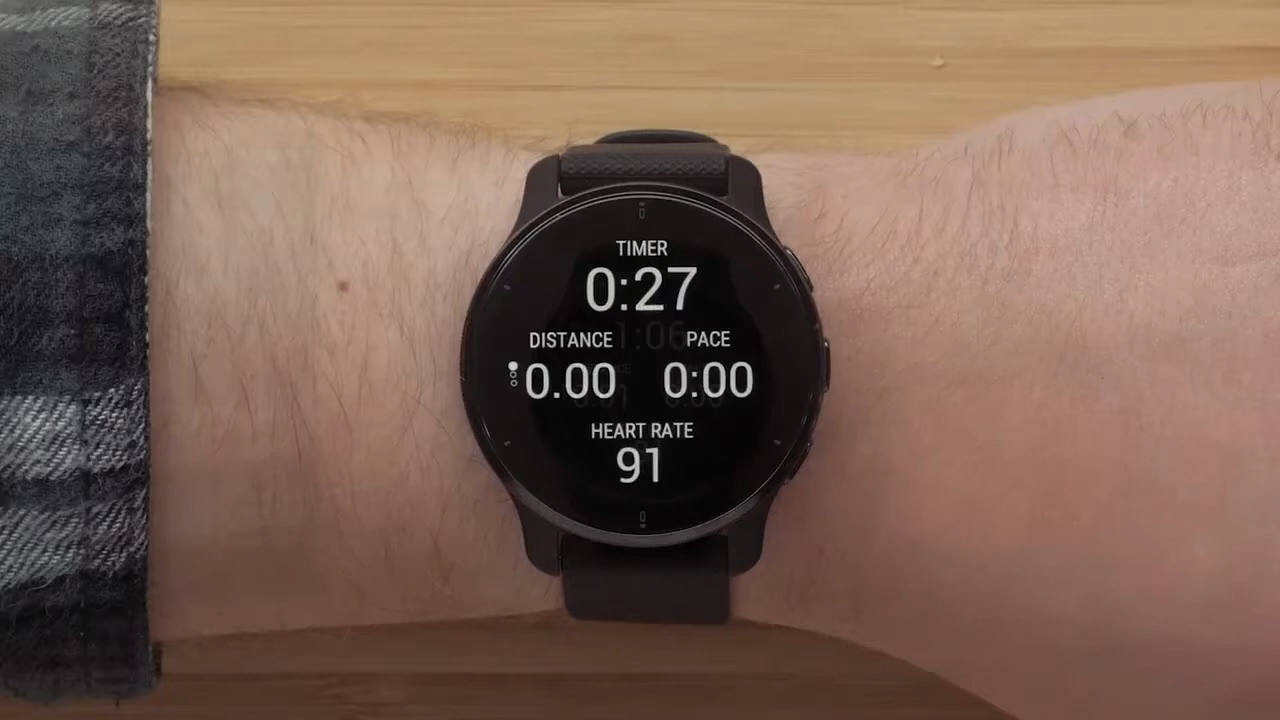 TIMER
0:27
DISTANCE PACE
0.00 0:00
HEART RATE
91